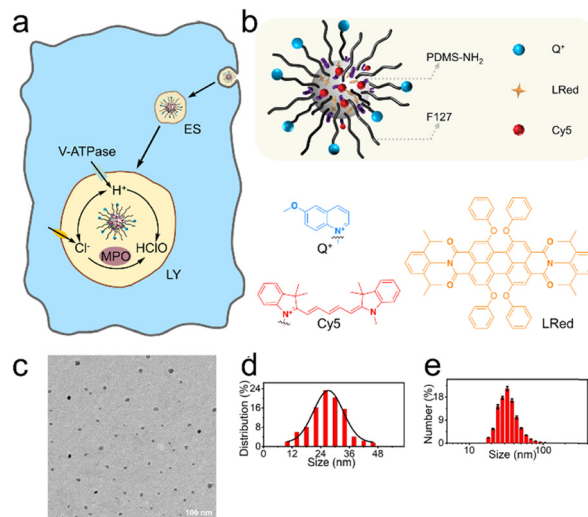 a
ES
V-ATPase
H⁺
Cl⁻
HClO
MPO
LY
b
PDMS-NH₂
F127
Q⁺
LRed
Cy5
O
N⁺
Q⁺
N⁺
N
Cy5
O
O
O
O
O
N
N
O
O
O
LRed
c
100 nm
d
Distribution (%)
24
16
8
0
0 12 24 36 48
Size (nm)
e
Number (%)
18
12
6
0
10 100
Size (nm)